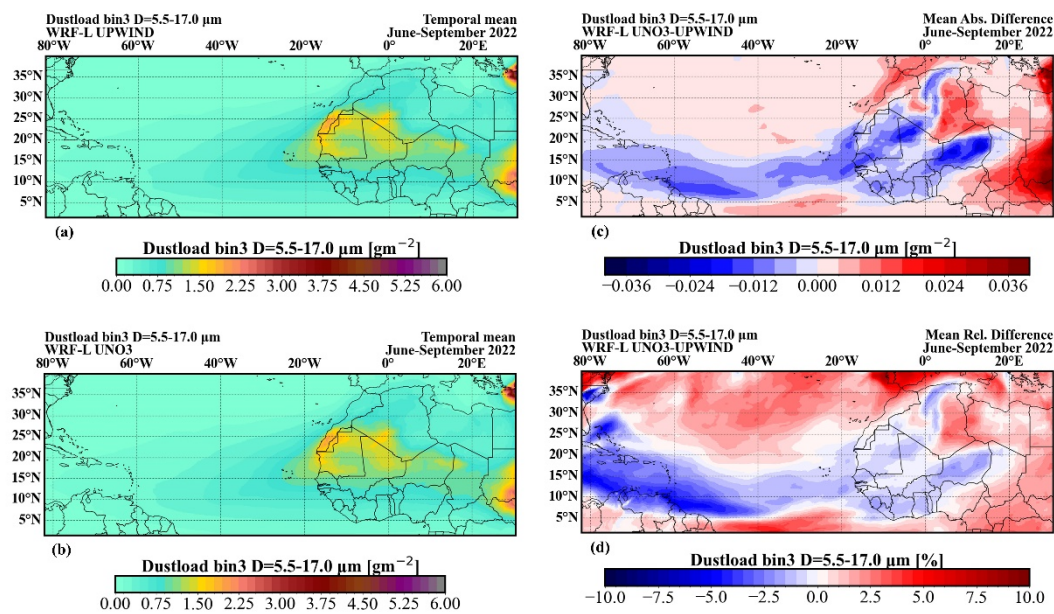 Dustload bin3 D=5.5-17.0 µm
Temporal mean
WRF-L UPWIND
June-September 2022
80°W 60°W 40°W 20°W 0°C 20°E
35°N
30°N
25°N
20°N
15°N
10°N
5°N
(a)
Dustload bin3 D=5.5-17.0 µm [gm⁻²]
0.00 0.75 1.50 2.25 3.00 3.75 4.50 5.25 6.00
Dustload bin3 D=5.5-17.0 µm
Mean Abs. Difference
WRF-L UNO3-UPWIND
June-September 2022
80°W 60°W 40°W 20°W 0°C 20°E
35°N
30°N
25°N
20°N
15°N
10°N
5°N
(c)
Dustload bin3 D=5.5-17.0 µm [gm⁻²]
−0.036 −0.024 −0.012 0.000 0.012 0.024 0.036
Dustload bin3 D=5.5-17.0 µm
Temporal mean
WRF-L UNO3
June-September 2022
80°W 60°W 40°W 20°W 0°C 20°E
35°N
30°N
25°N
20°N
15°N
10°N
5°N
(b)
Dustload bin3 D=5.5-17.0 µm [gm⁻²]
0.00 0.75 1.50 2.25 3.00 3.75 4.50 5.25 6.00
Dustload bin3 D=5.5-17.0 µm
Mean Rel. Difference
WRF-L UNO3-UPWIND
June-September 2022
80°W 60°W 40°W 20°W 0°C 20°E
35°N
30°N
25°N
20°N
15°N
10°N
5°N
(d)
Dustload bin3 D=5.5-17.0 µm [%]
−10.0 −7.5 −5.0 −2.5 0.0 2.5 5.0 7.5 10.0